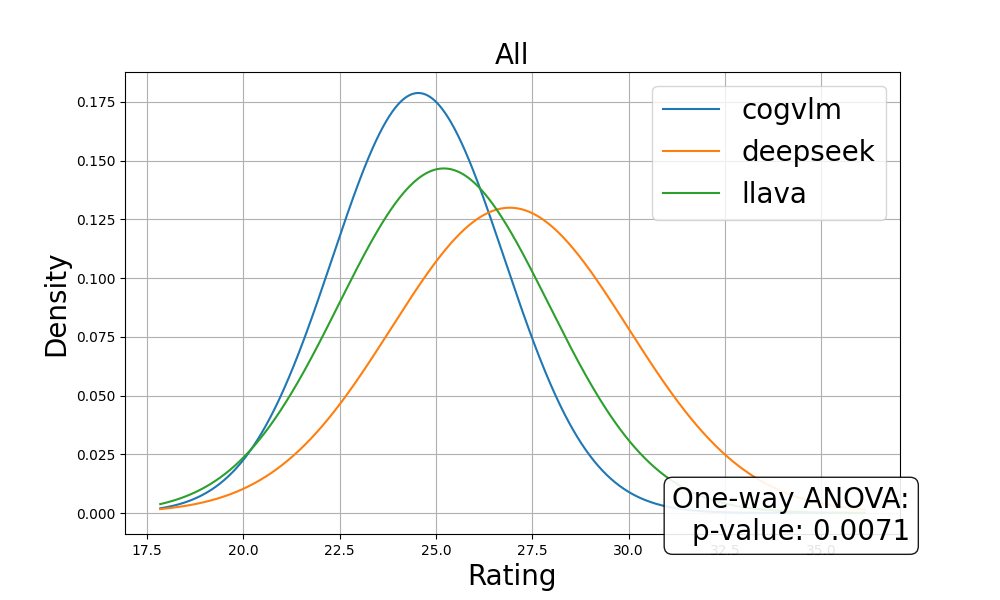 All
cogvlm
deepseek
llava
Density
0.175
0.150
0.125
0.100
0.075
0.050
0.025
0.000
One-way ANOVA:
p-value: 0.0071
17.5 20.0 22.5 25.0 27.5 30.0 32.5 35.0
Rating